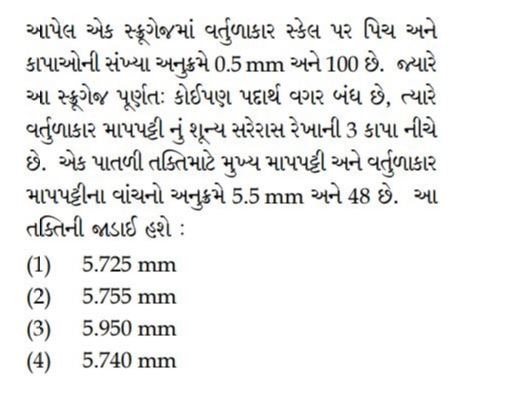 આપેલ એક સ્ક્રૂગેજમાં વર્તુળાકાર સ્કેલ પર પિચ અને
કાપાઓની સંખ્યા અનુક્રમે 0.5 mm અને 100 છે. જ્યારે
આ સ્ક્રૂગેજ પૂર્ણતઃ કોઈપણ પદાર્થ વગર બંધ છે, ત્યારે
વર્તુળાકાર માપપટ્ટી નું શૂન્ય સરેરાસ રેખાની 3 કાપા નીચે
છે. એક પાતળી તક્તિમાટે મુખ્ય માપપટ્ટી અને વર્તુળાકાર
માપપટ્ટીના વાંચનો અનુક્રમે 5.5 mm અને 48 છે. આ
તક્તિની જાડાઈ હશે :
(1) 5.725 mm
(2) 5.755 mm
(3) 5.950 mm
(4) 5.740 mm